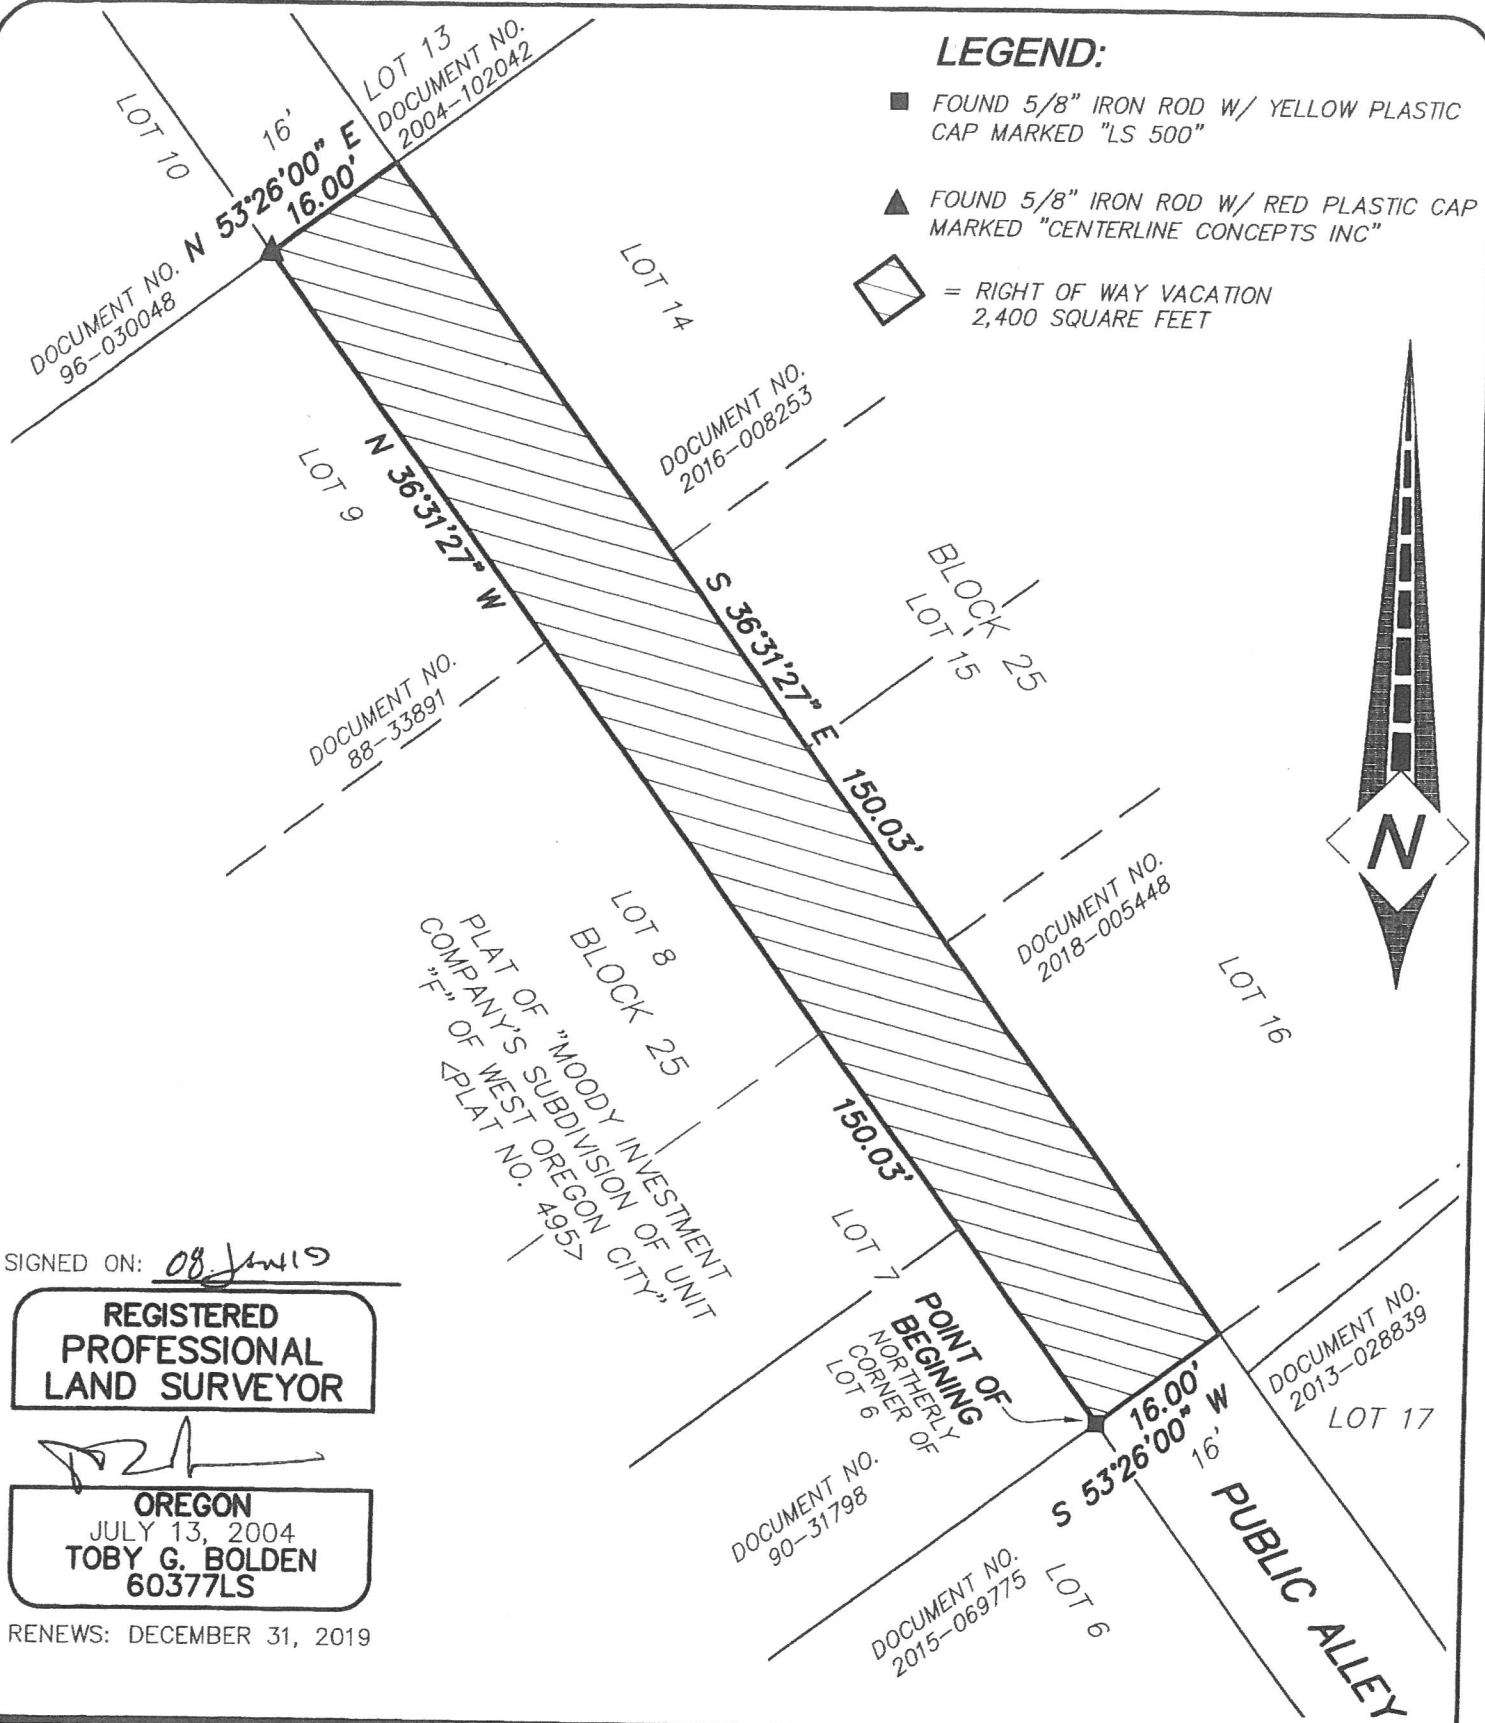 LEGEND:
FOUND 5/8" IRON ROD W/ YELLOW PLASTIC
CAP MARKED "LS 500"
FOUND 5/8" IRON ROD W/ RED PLASTIC CAP
MARKED "CENTERLINE CONCEPTS INC"
= RIGHT OF WAY VACATION
2,400 SQUARE FEET
LOT 13
DOCUMENT NO.
2004-102042
LOT 10
16'
N 53°26'00" E
16.00'
DOCUMENT NO.
96-030048
LOT 14
DOCUMENT NO.
2016-008253
LOT 9
N 36°31'27" W
S 36°31'27" E
150.03'
BLOCK 25
LOT 15
N
DOCUMENT NO.
88-33891
DOCUMENT NO.
2018-005448
LOT 16
LOT 8
BLOCK 25
PLAT OF "MOODY INVESTMENT
COMPANY'S SUBDIVISION OF UNIT
"F" OF WEST OREGON CITY"
<PLAT NO. 495>
150.03'
LOT 7
POINT OF
BEGINING
NORTHERLY
CORNER OF
LOT 6
16.00'
S 53°26'00" W
16'
DOCUMENT NO.
2013-028839
LOT 17
DOCUMENT NO.
90-31798
DOCUMENT NO.
2015-069775
LOT 6
PUBLIC ALLEY
SIGNED ON: 08.Jan19
REGISTERED
PROFESSIONAL
LAND SURVEYOR
OREGON
JULY 13, 2004
TOBY G. BOLDEN
60377LS
RENEWS: DECEMBER 31, 2019